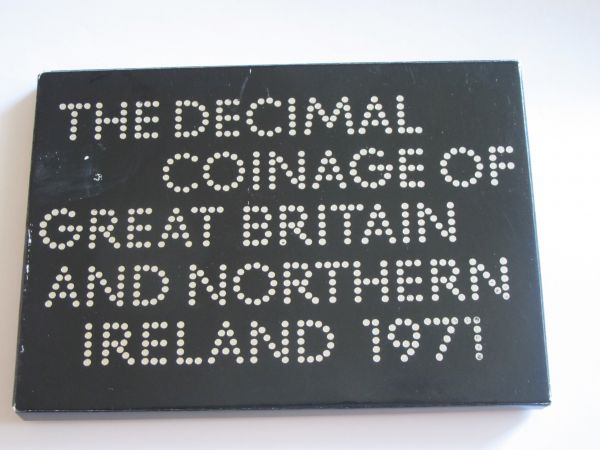 THE DECIMAL
COINAGE OF
GREAT BRITAIN
AND NORTHERN
IRELAND 1971